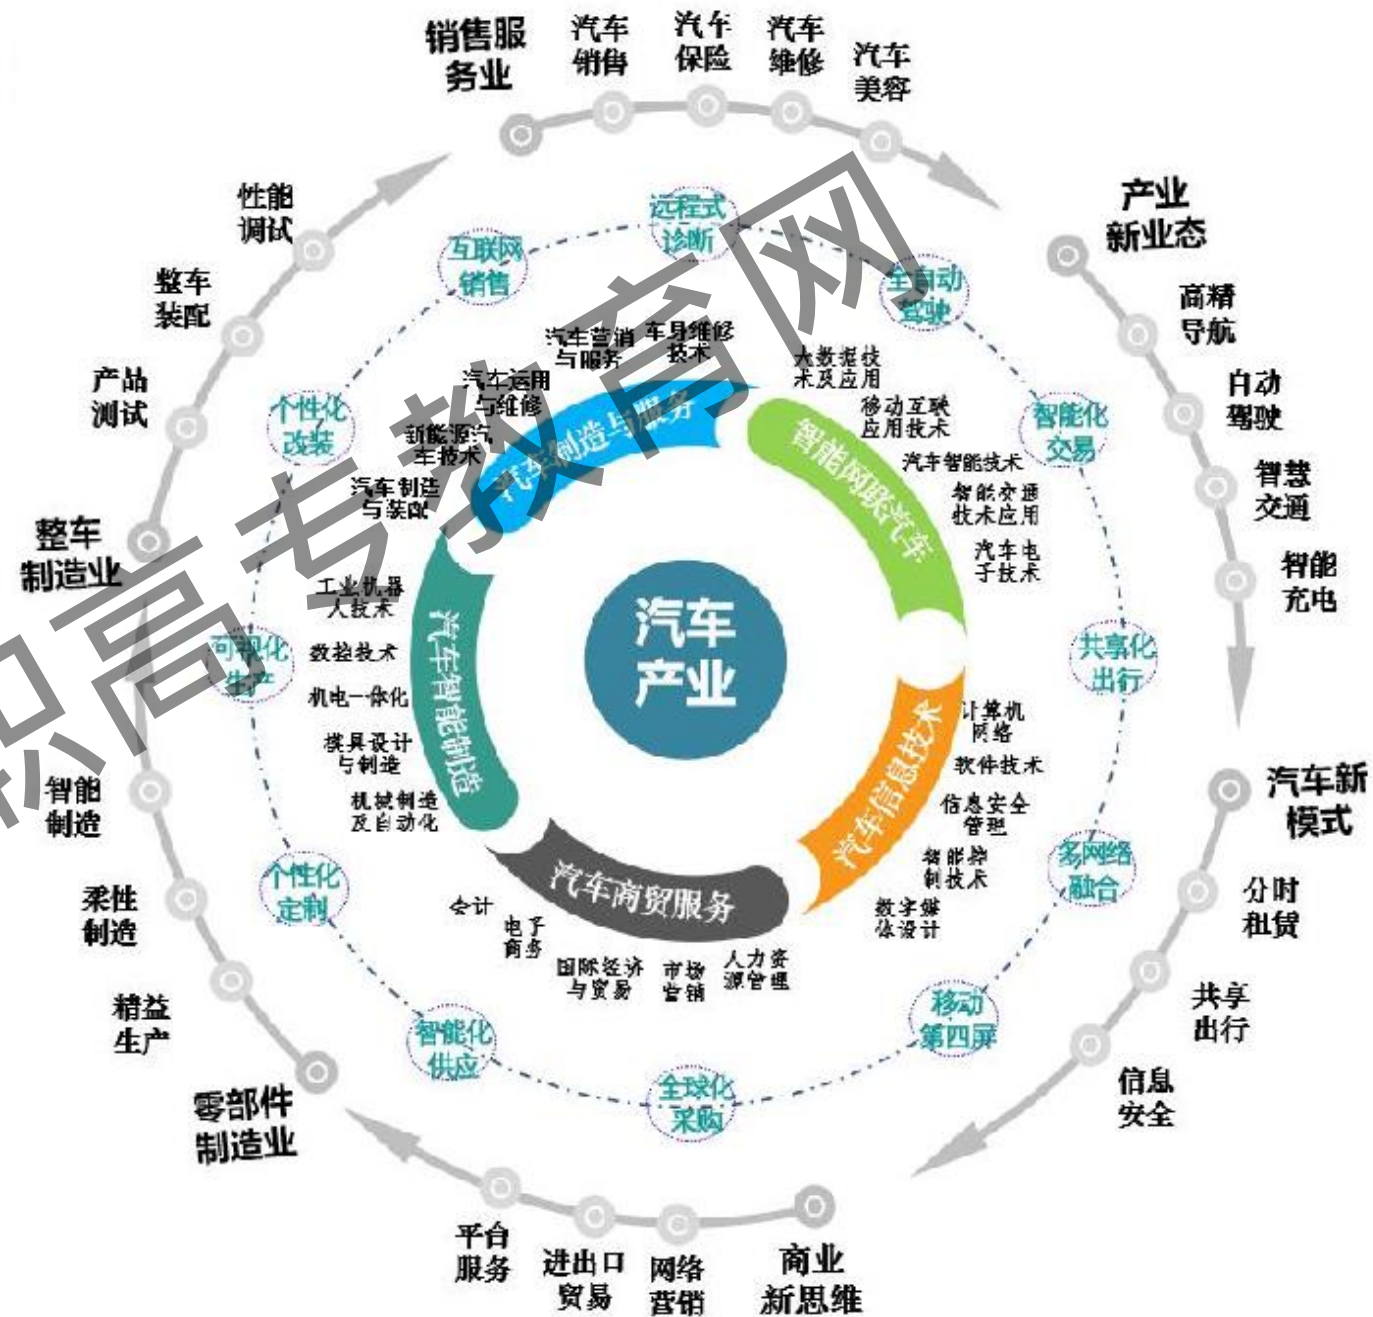 销售服
务业
汽车
销售
汽车
保险
汽车
维修
汽车
美容
产业
新业态
高精
导航
自动
驾驶
智慧
交通
智能
充电
汽车新
模式
分时
租赁
共享
出行
信息
安全
商业
新思维
网络
营销
进出口
贸易
平台
服务
零部件
制造业
精益
生产
柔性
制造
智能
制造
整车
制造业
产品
测试
整车
装配
性能
调试
远程式
诊断
全自动
驾驶
智能化
交易
共享化
出行
多网络
融合
移动
第四屏
全球化
采购
智能化
供应
个性化
定制
可视化
生产
个性化
改装
互联网
销售
汽车制造与服务
汽车制造
与装配
新能源汽
车技术
汽车运用
与维修
汽车营销
与服务
车身维修
技术
智能网联汽车
大数据技
术及应用
移动互联
应用技术
汽车智能技术
智能交通
技术应用
汽车电
子技术
汽车信息技术
计算机
网络
软件技术
信息安全
管理
智能控
制技术
数字媒
体设计
汽车商贸服务
人力资
源管理
市场
营销
国际经济
与贸易
电子
商务
会计
汽车智能制造
机械制造
及自动化
模具设计
与制造
机电一体化
数控技术
工业机器
人技术
汽车
产业
职高专教育网